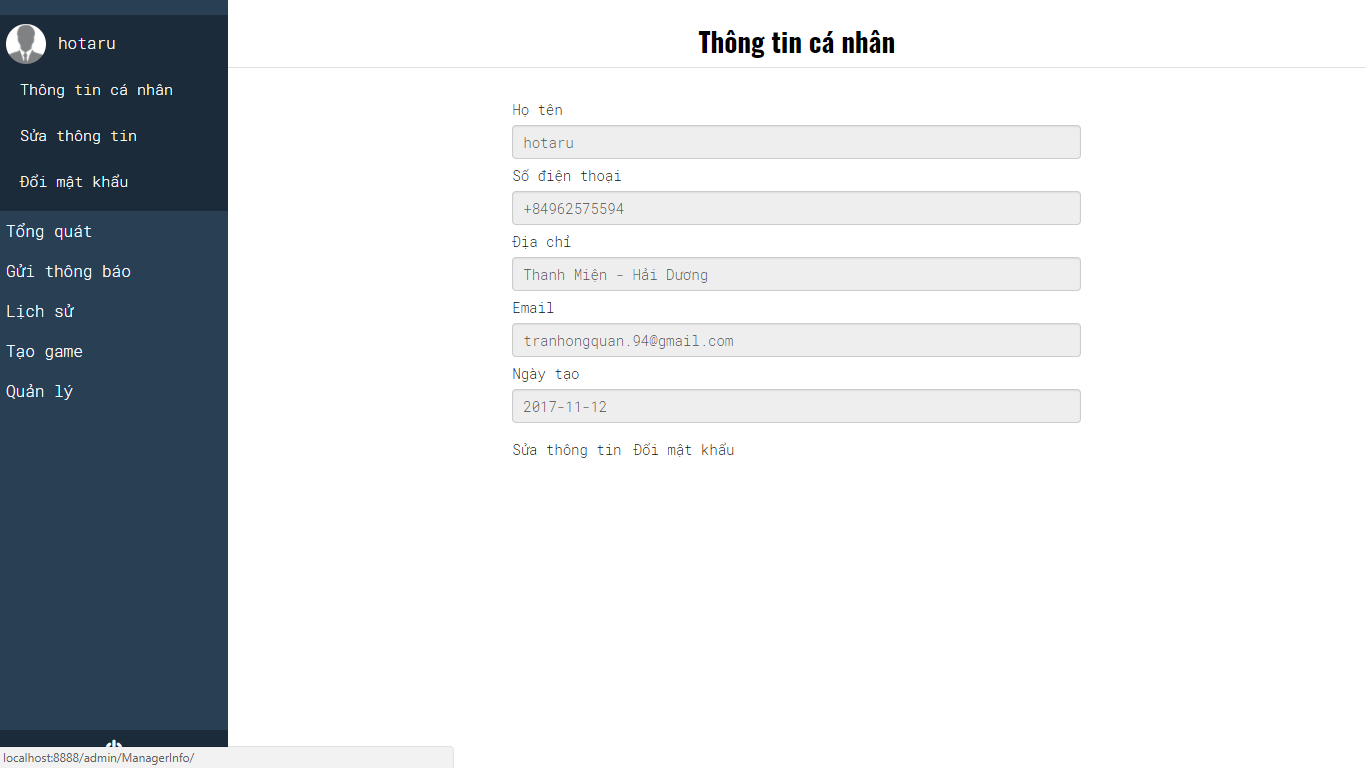 hotaru
Thông tin cá nhân
Sửa thông tin
Đổi mật khẩu
Tổng quát
Gửi thông báo
Lịch sử
Tạo game
Quản lý
Thông tin cá nhân
Họ tên
hotaru
Số điện thoại
+84962575594
Địa chỉ
Thanh Miện - Hải Dương
Email
tranhongquan.94@gmail.com
Ngày tạo
2017-11-12
Sửa thông tin Đổi mật khẩu
localhost:8888/admin/ManagerInfo/